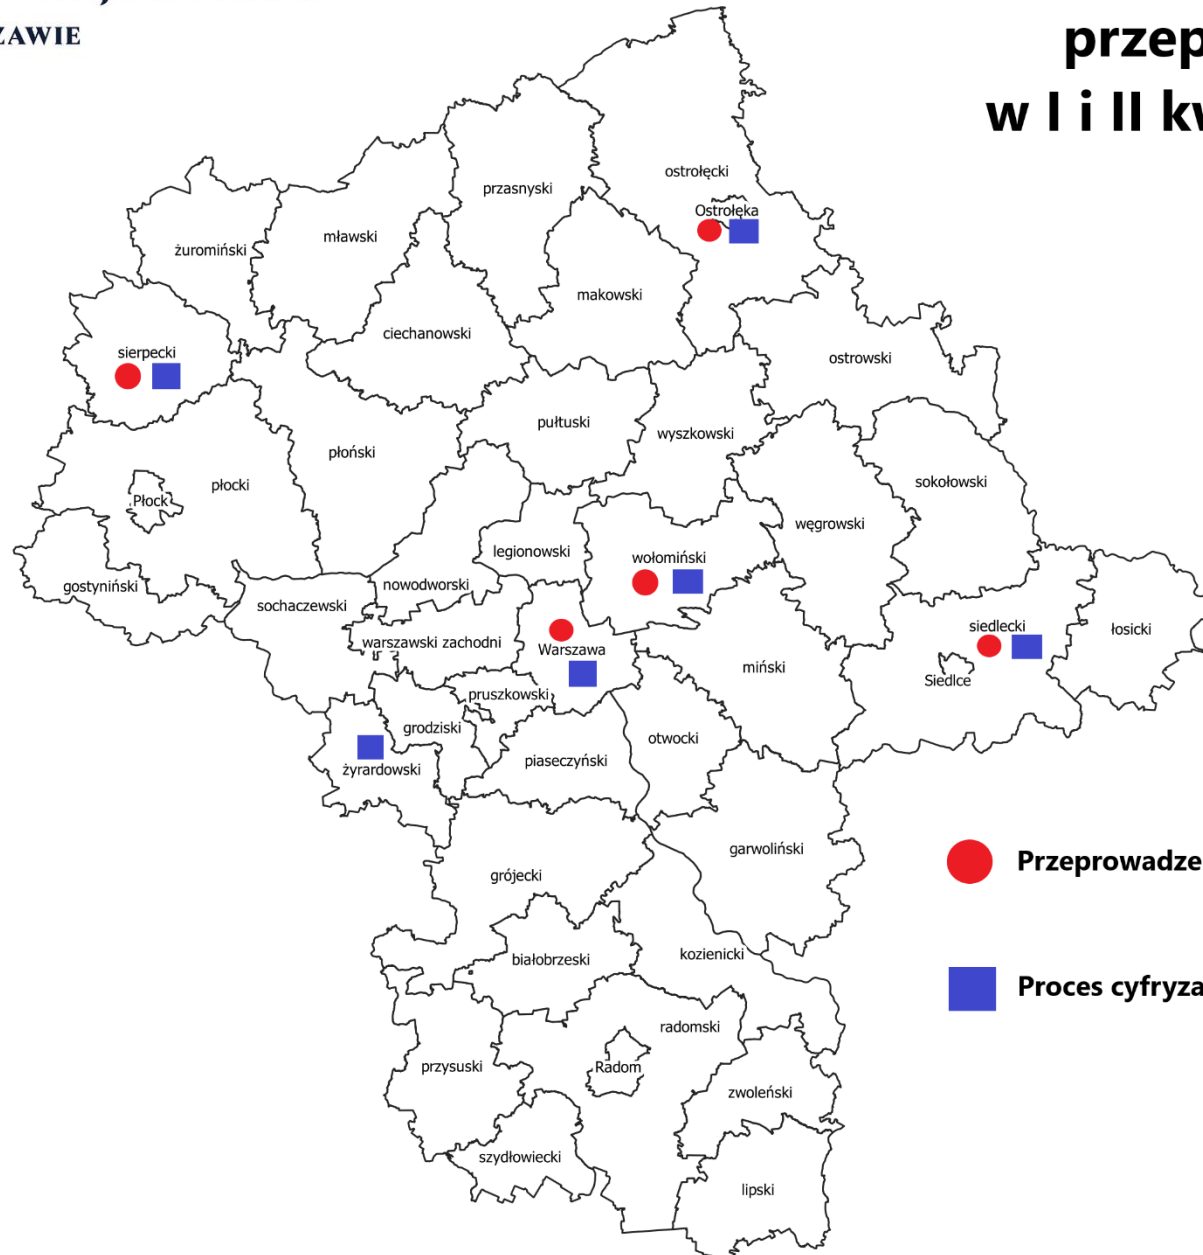 ZAWIE
przep
w I i II kw
ostrołęcki
przasnyski
Ostrołęka
mławski
żuromiński
makowski
ciechanowski
sierpecki
ostrowski
pułtuski
wyszkowski
płoński
sokołowski
płocki
Płock
węgrowski
legionowski
wołomiński
gostyniński
nowodworski
sochaczewski
siedlecki
łosicki
warszawski zachodni
Warszawa
miński
Siedlce
pruszkowski
grodziski
otwocki
piaseczyński
żyrardowski
garwoliński
Przeprowadze
grójecki
kozienicki
białobrzeski
Proces cyfryza
radomski
przysuski
Radom
zwoleński
szydłowiecki
lipski